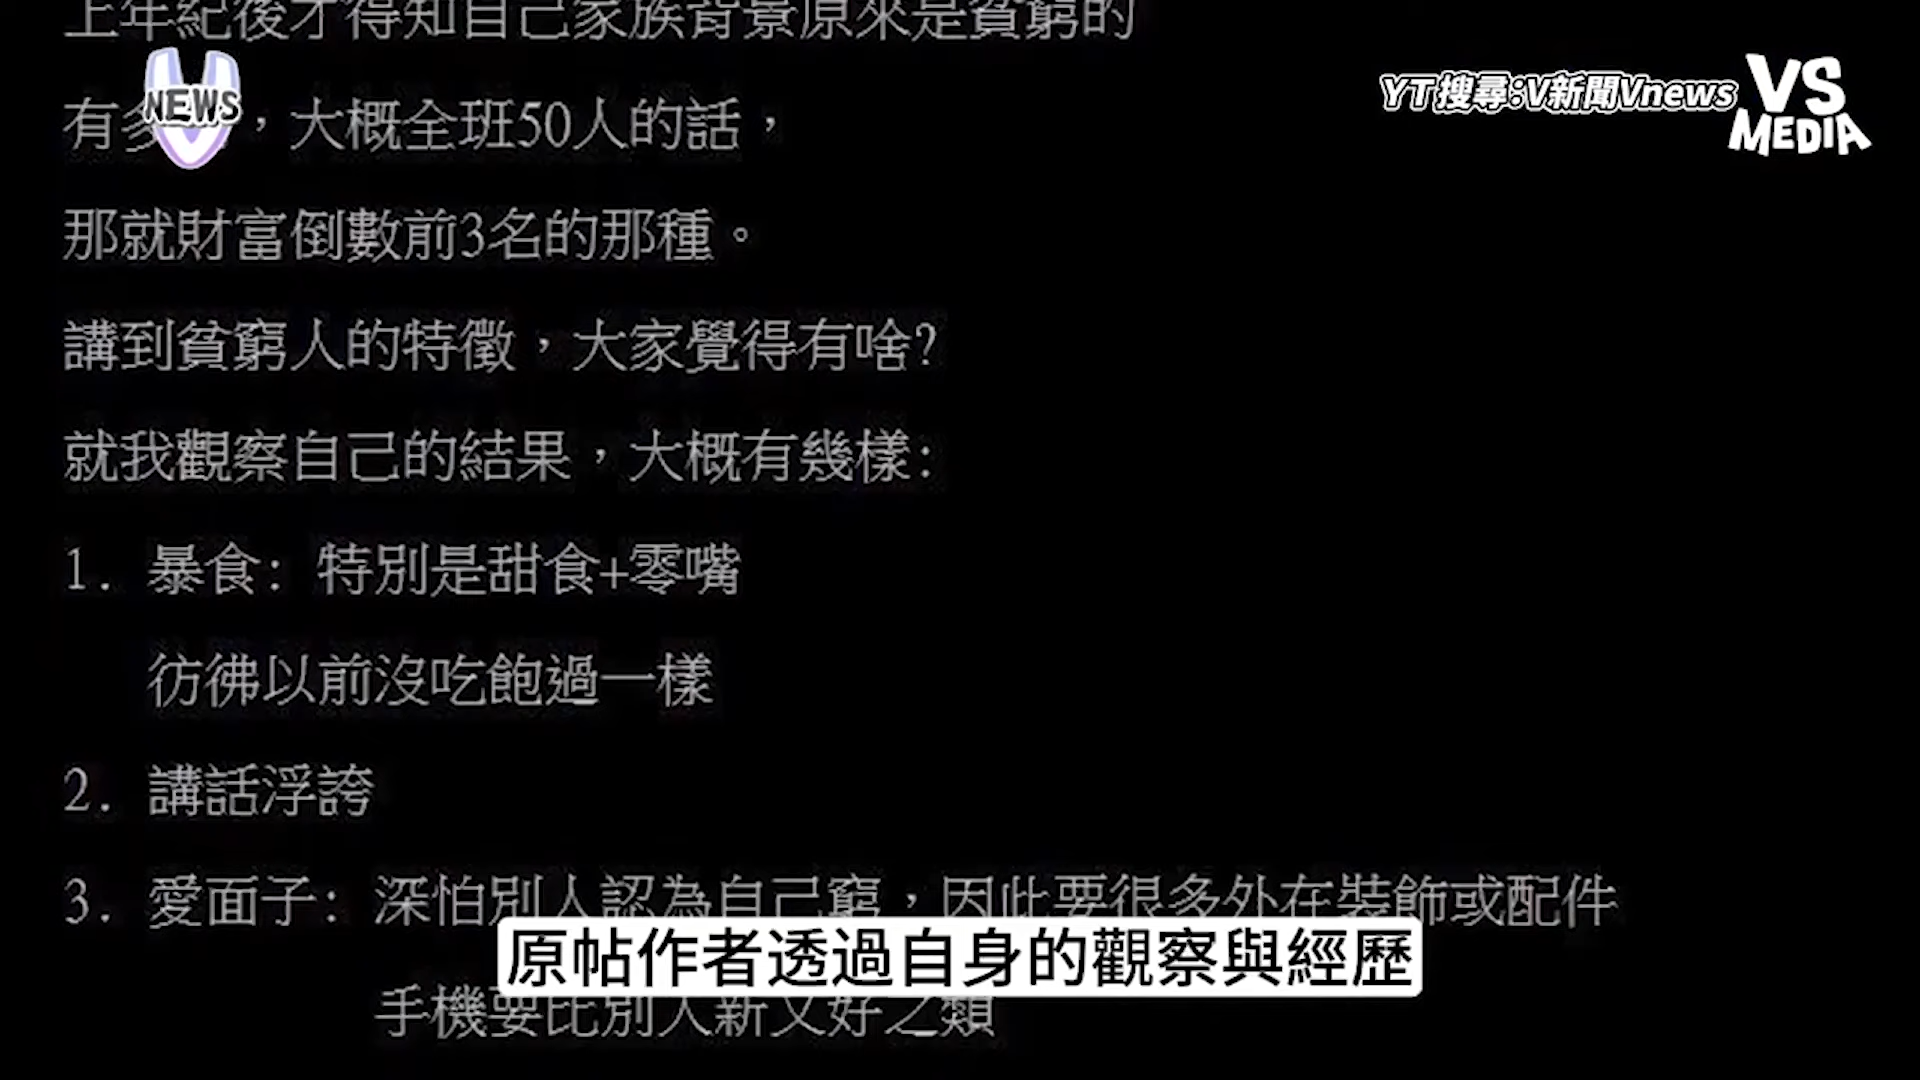 上年紀後才得知自己家族背景原來是貧窮的
NEWS
YT搜尋:V新聞Vnews
VS MEDIA
有多，大概全班50人的話，
那就財富倒數前3名的那種。
講到貧窮人的特徵，大家覺得有啥?
就我觀察自己的結果，大概有幾樣:
1. 暴食: 特別是甜食+零嘴
彷彿以前沒吃飽過一樣
2. 講話浮誇
3. 愛面子: 深怕別人認為自己窮，因此要很多外在裝飾或配件
原帖作者透過自身的觀察與經歷
手機要比別人新又好之類